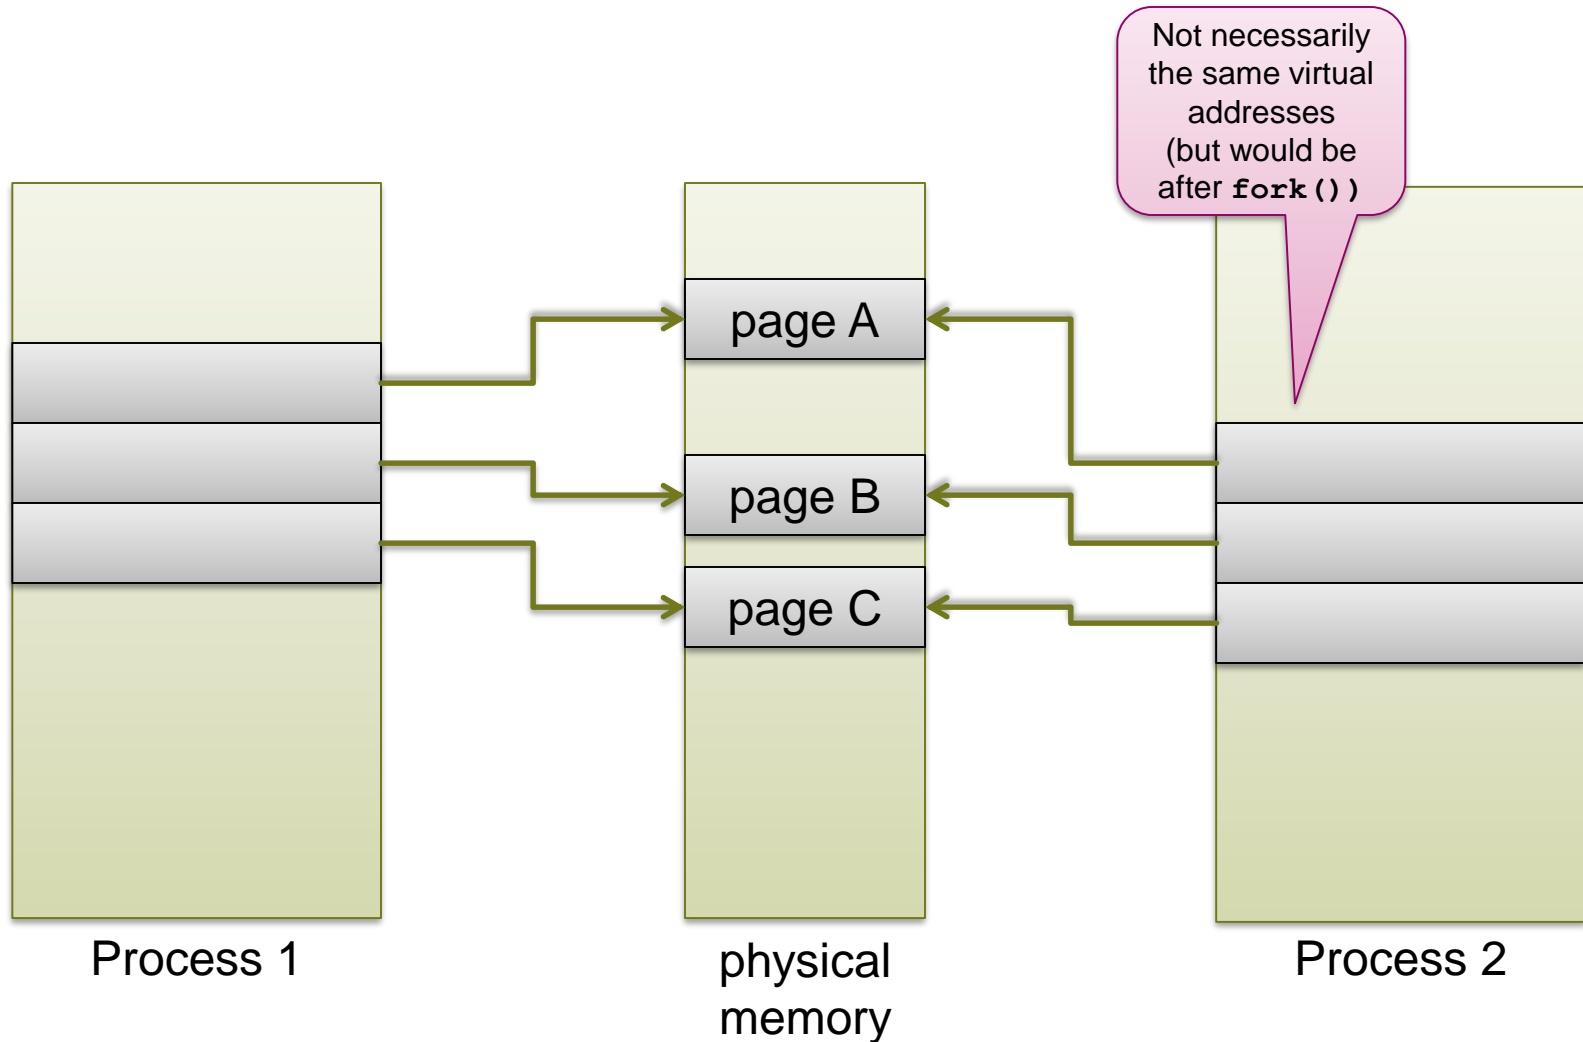 Not necessarily
the same virtual
addresses
(but would be
after fork())
page A
page B
page C
Process 1
physical
memory
Process 2